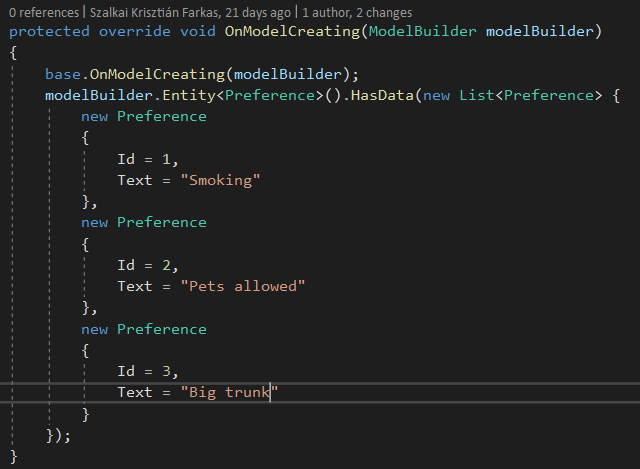 0 references | Szalkai Krisztián Farkas, 21 days ago | 1 author, 2 changes
protected override void OnModelCreating(ModelBuilder modelBuilder)
{
    base.OnModelCreating(modelBuilder);
    modelBuilder.Entity<Preference>().HasData(new List<Preference> {
        new Preference
        {
            Id = 1,
            Text = "Smoking"
        },
        new Preference
        {
            Id = 2,
            Text = "Pets allowed"
        },
        new Preference
        {
            Id = 3,
            Text = "Big trunk"
        }
    });
}